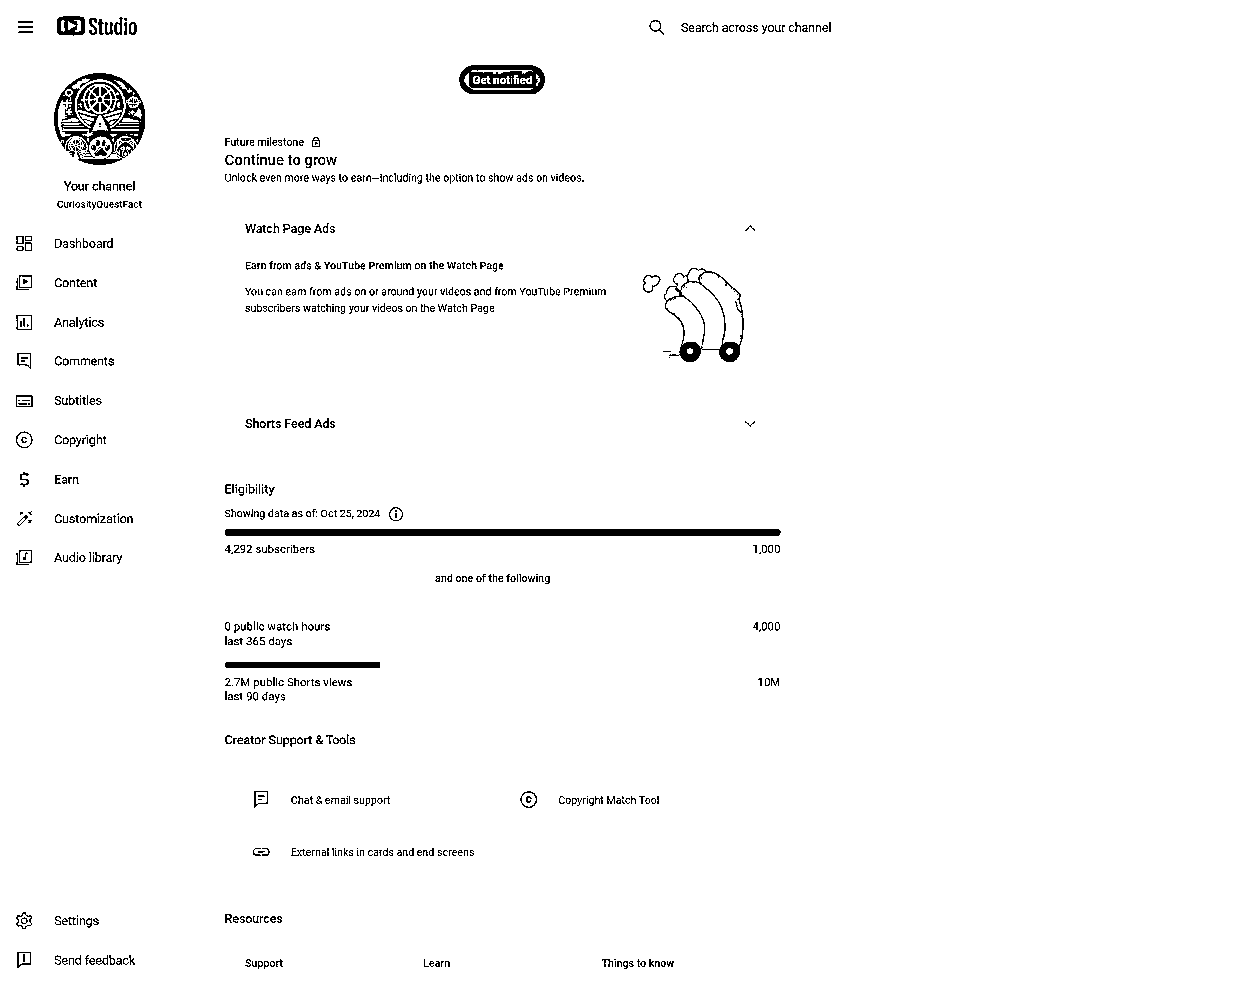 Studio
Search across your channel
Get notified
Your channel
CuriosityQuestFact
Dashboard
Content
Analytics
Comments
Subtitles
Copyright
Earn
Customization
Audio library
Settings
Send feedback
Future milestone
Continue to grow
Unlock even more ways to earn—including the option to show ads on videos.
Watch Page Ads
Earn from ads & YouTube Premium on the Watch Page
You can earn from ads on or around your videos and from YouTube Premium
subscribers watching your videos on the Watch Page
Shorts Feed Ads
Eligibility
Showing data as of: Oct 25, 2024
4,292 subscribers 1,000
and one of the following
0 public watch hours 4,000
last 365 days
2.7M public Shorts views 10M
last 90 days
Creator Support & Tools
Chat & email support
Copyright Match Tool
External links in cards and end screens
Resources
Support
Learn
Things to know